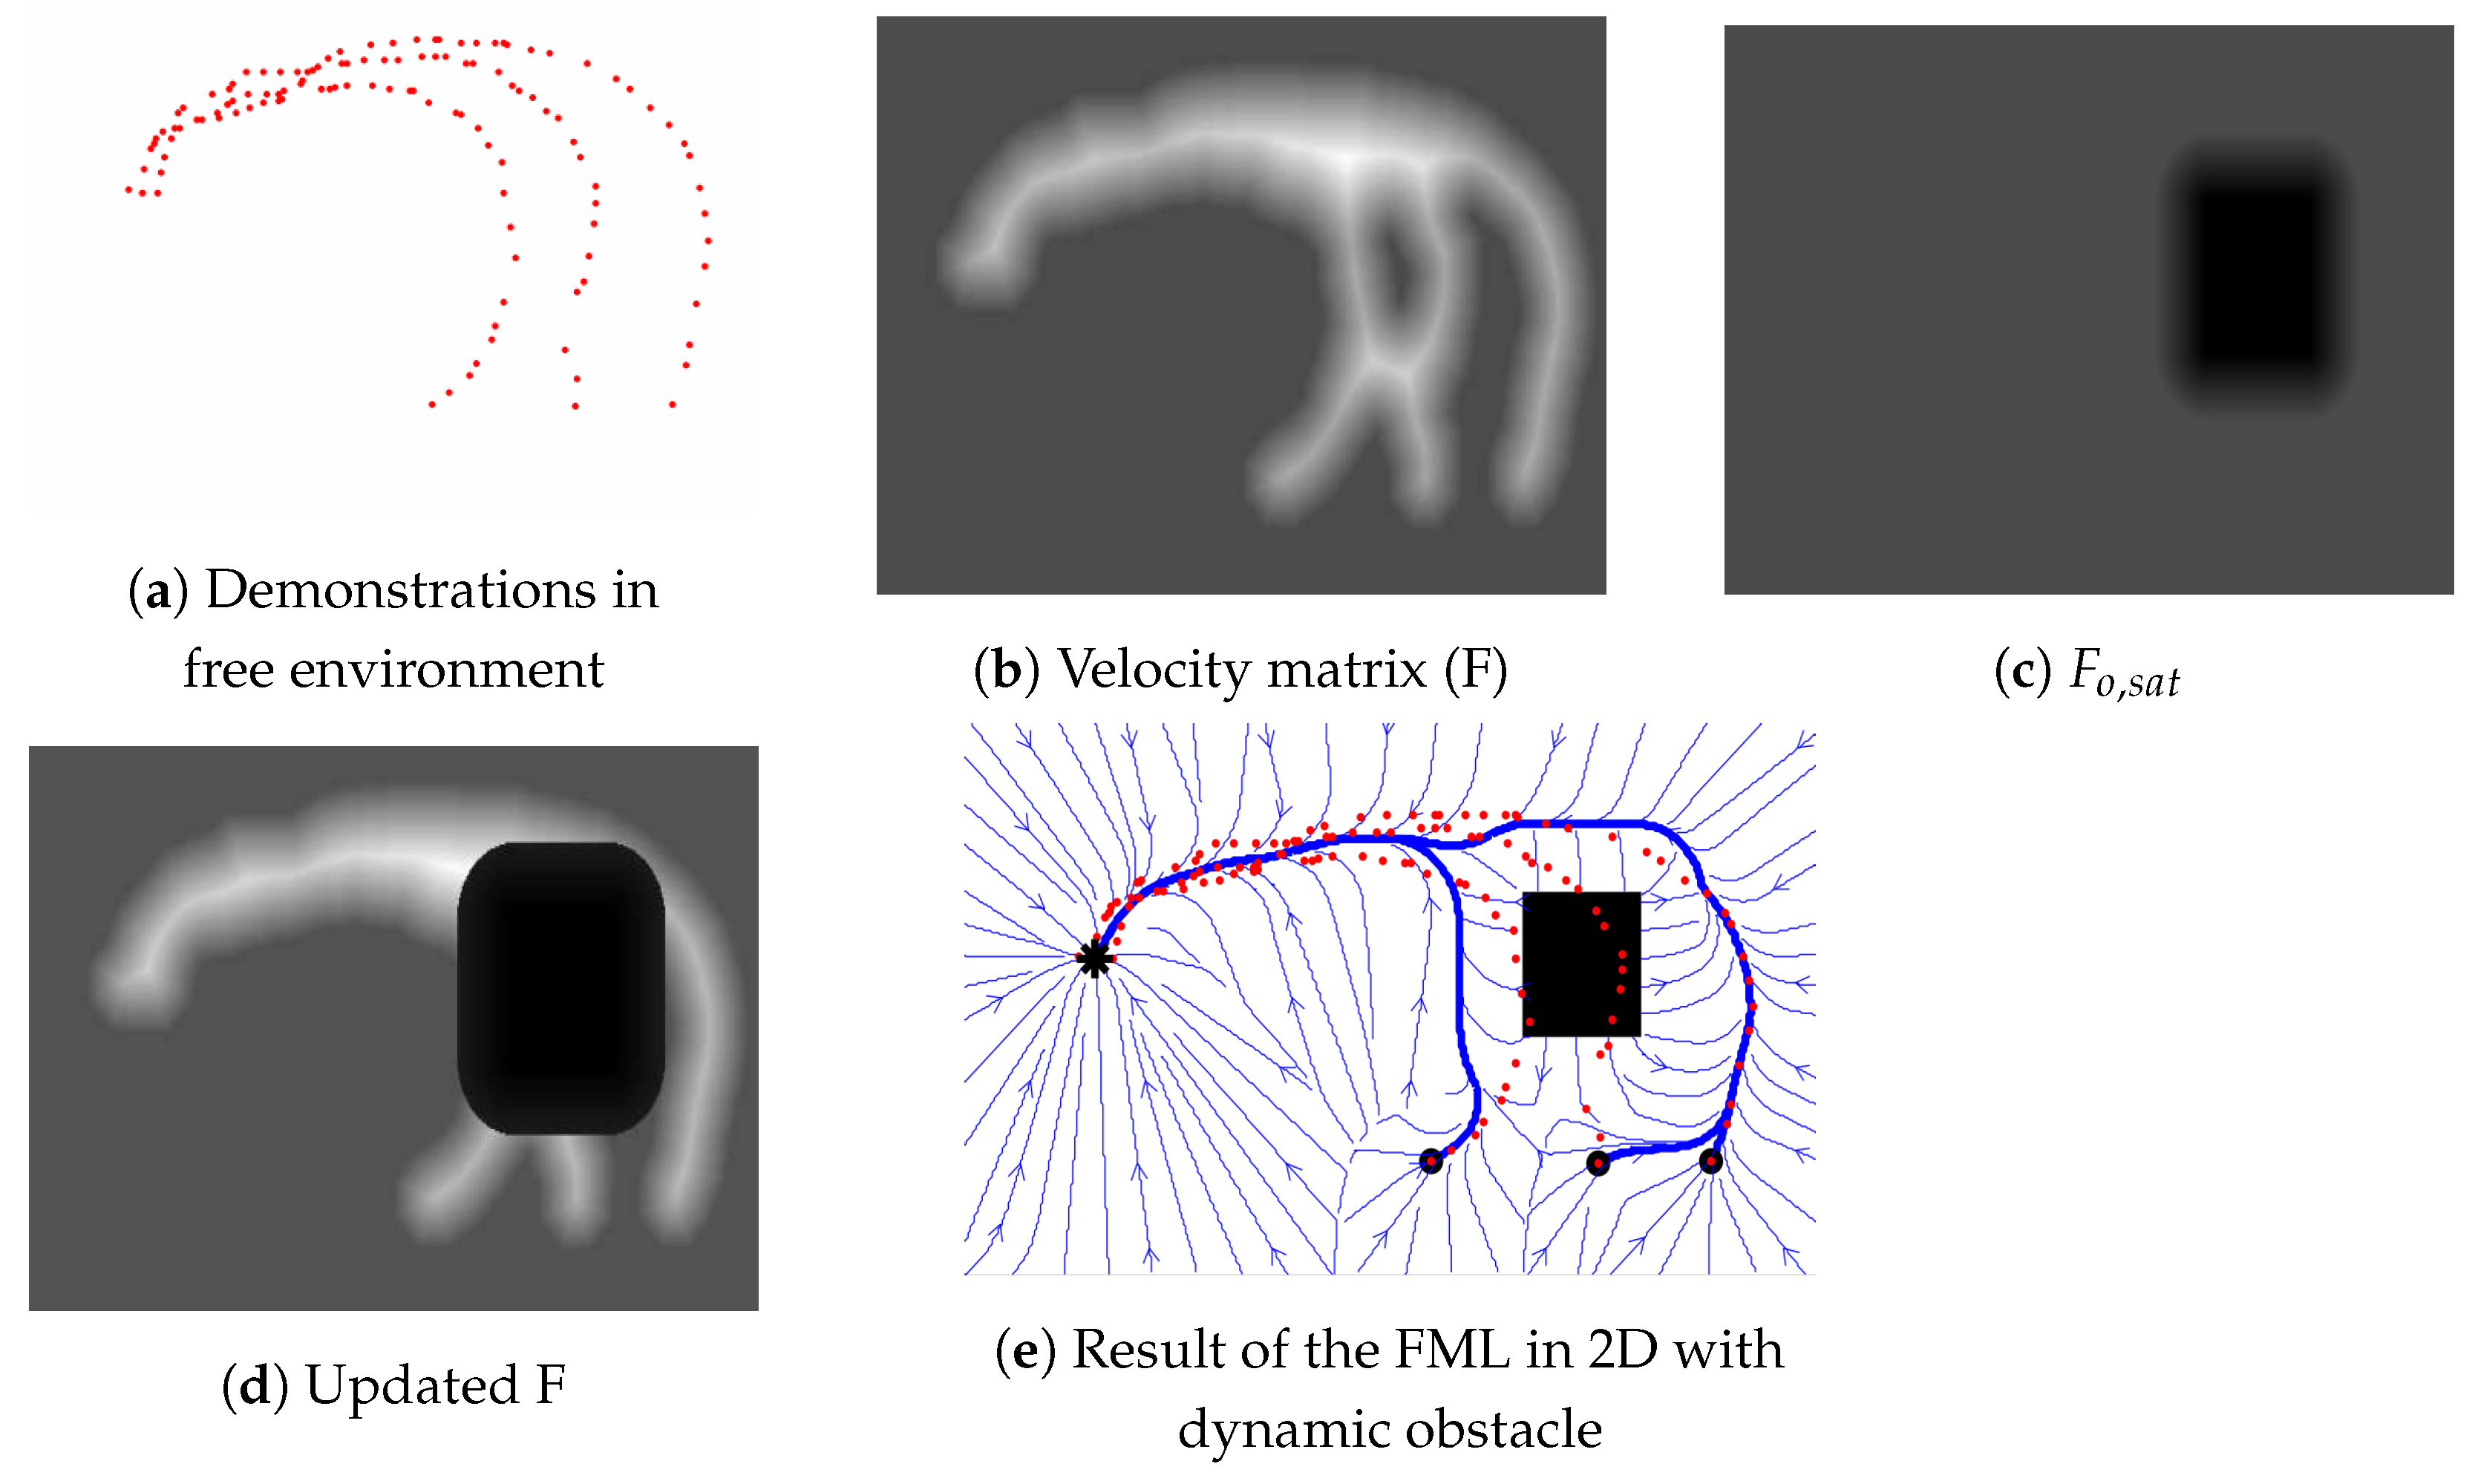 (a) Demonstrations in
free environment
(b) Velocity matrix (F)
(c) F_{o,sat}
(d) Updated F
(e) Result of the FML in 2D with
dynamic obstacle